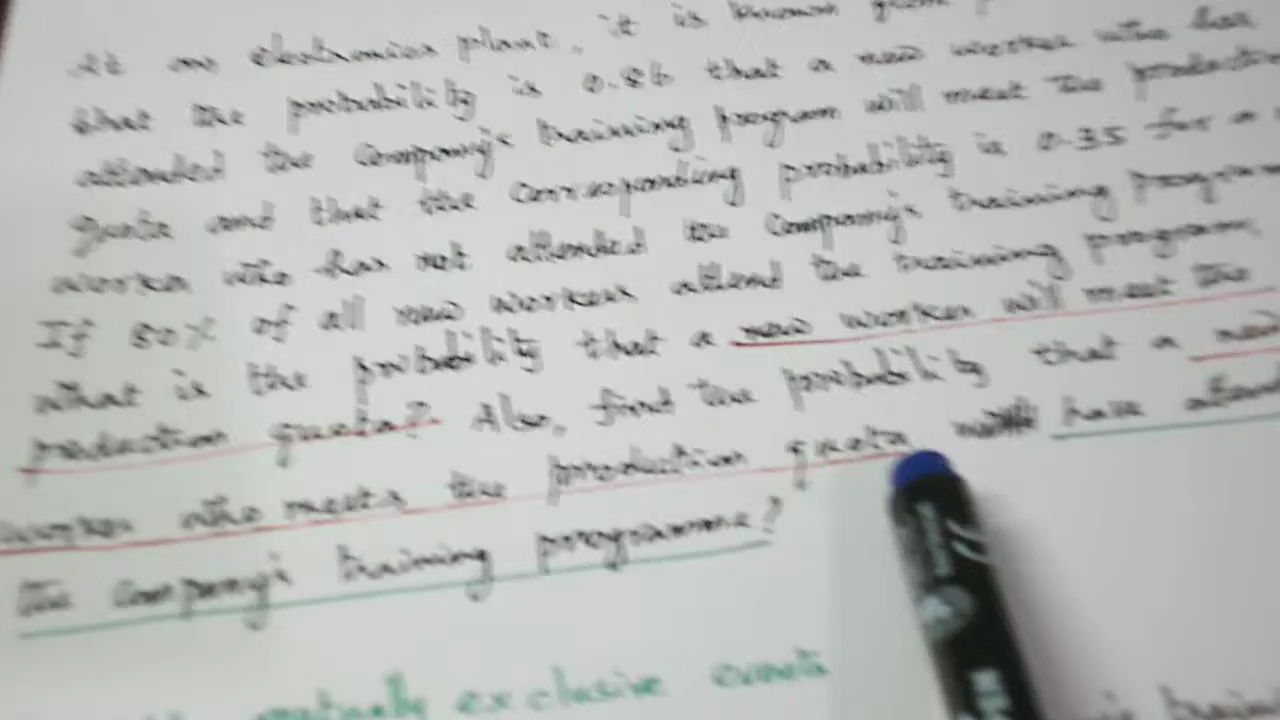 At an electronics plant, it is known from
that the probability is 0.86 that a new worker who has
attended the company's training program will meet the production
quota and that the corresponding probability is 0.35 for a
worker who has not attended the company's training program
If 80% of all new workers attend the training program,
what is the probability that a new worker will meet the
production quota? Also, find the probability that a new
worker who meets the production quota will have attend
the company's training programme?
mutually exclusive events